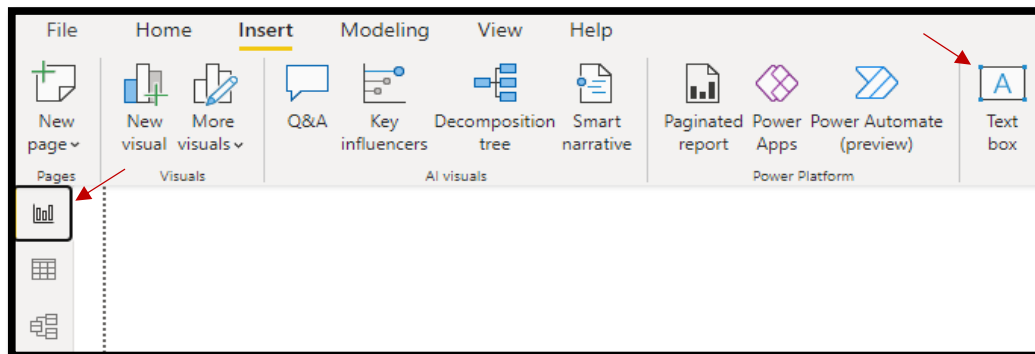 File Home Insert Modeling View Help
New page
New visual
More visuals
Q&A
Key influencers
Decomposition tree
Smart narrative
Paginated report
Power Apps
Power Automate (preview)
A
Text box
Pages Visuals AI visuals Power Platform